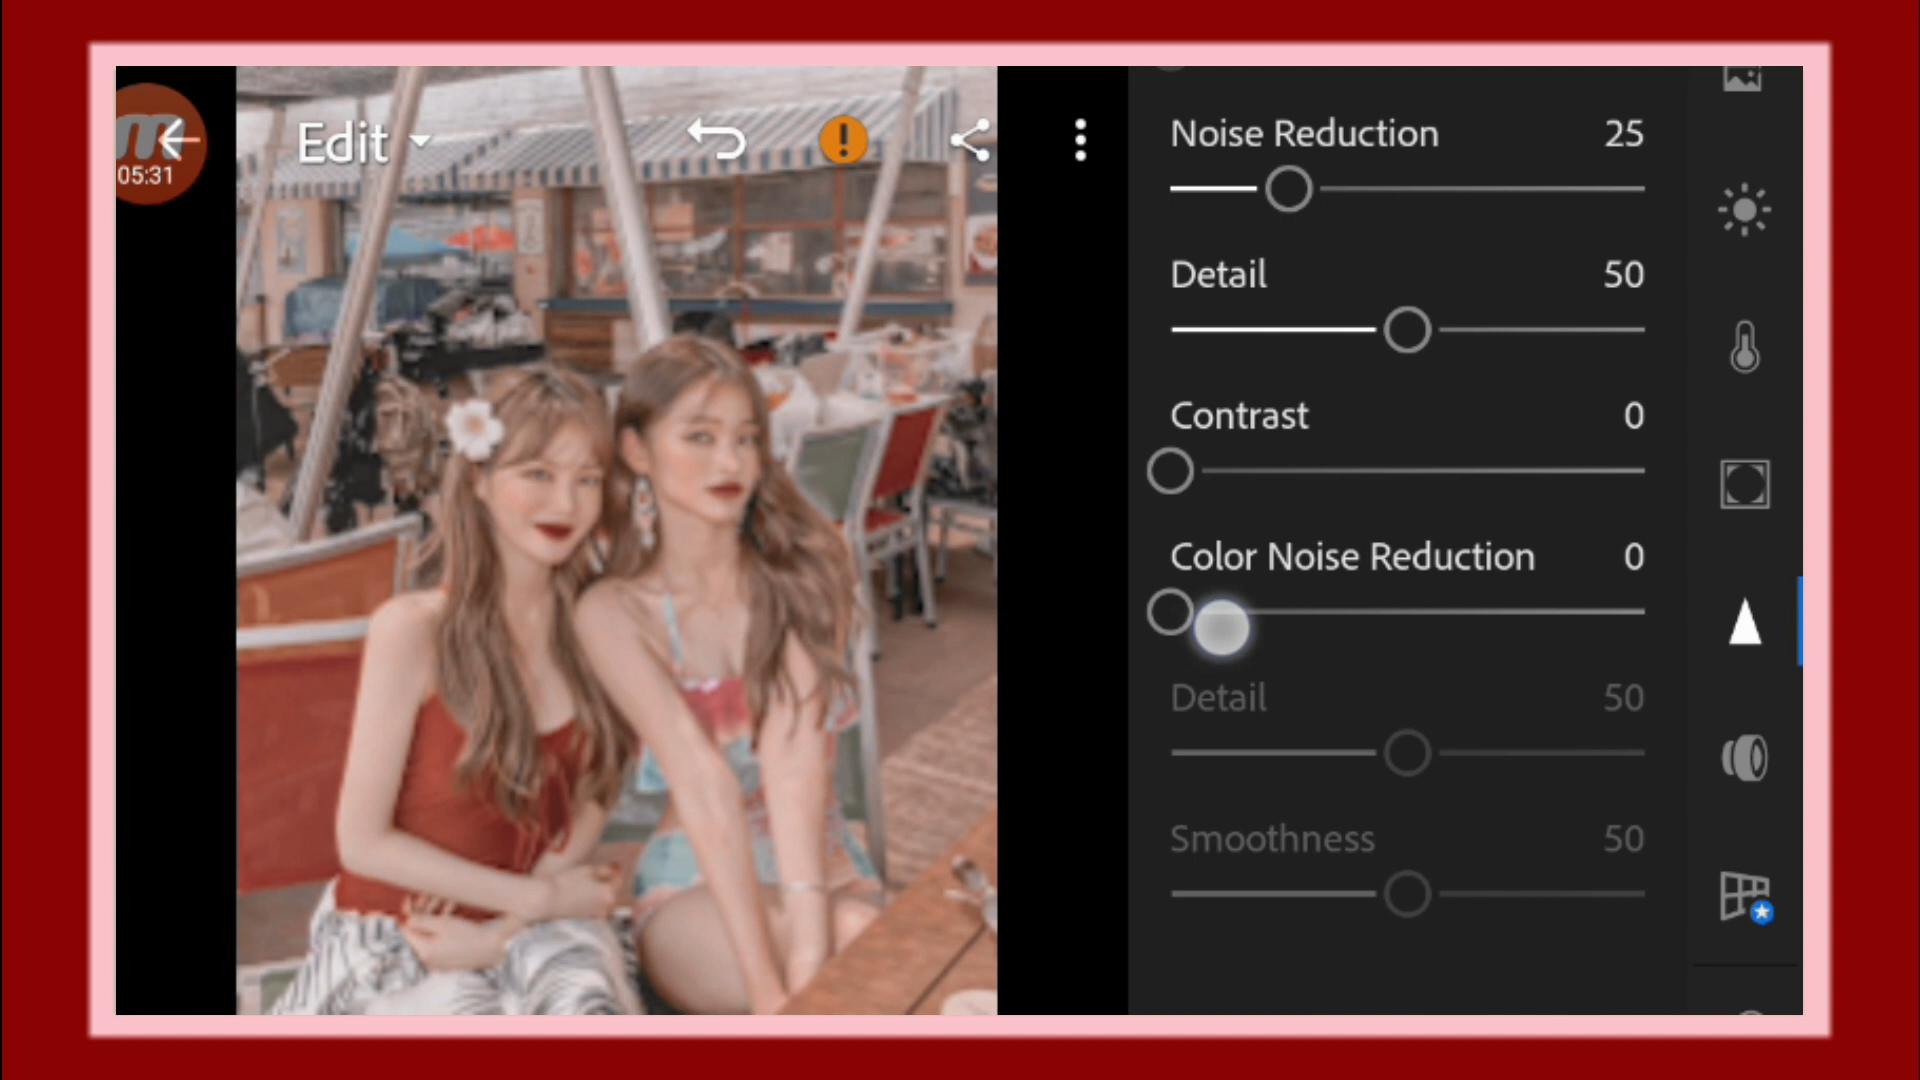 m
05:31
Edit
Noise Reduction 25
Detail 50
Contrast 0
Color Noise Reduction 0
Detail 50
Smoothness 50